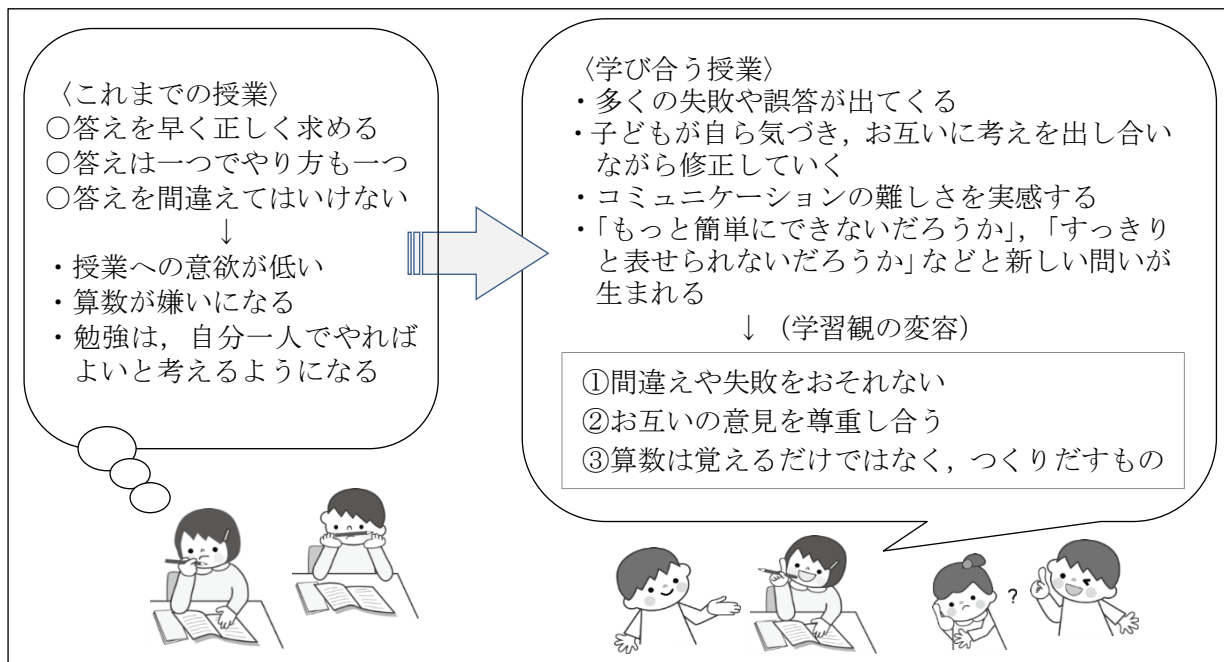 〈これまでの授業〉
○答えを早く正しく求める
○答えは一つでやり方も一つ
○答えを間違えてはいけない
↓
・授業への意欲が低い
・算数が嫌いになる
・勉強は，自分一人でやれば
よいと考えるようになる
〈学び合う授業〉
・多くの失敗や誤答が出てくる
・子どもが自ら気づき，お互いに考えを出し合い
ながら修正していく
・コミュニケーションの難しさを実感する
・「もっと簡単にできないだろうか」，「すっきり
と表せられないだろうか」などと新しい問いが
生まれる
↓（学習観の変容）
①間違えや失敗をおそれない
②お互いの意見を尊重し合う
③算数は覚えるだけではなく，つくりだすもの
?